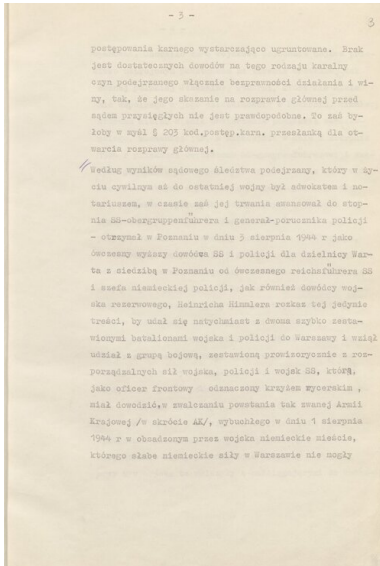 - 3 -
3
postępowania karnego wystarczająco ugruntowane. Brak
jest dostatecznych dowodów na tego rodzaju karalny
czyn podejrzanego włącznie bezprawności działania i wi-
ny, tak, że jego skazanie na rozprawie głównej przed
sądem przysięgłych nie jest prawdopodobne. To zaś by-
łoby w myśl § 203 kod.postęp.karn. przesłanką dla ot-
warcia rozprawy głównej.
Według wyników sądowego śledztwa podejrzany, który w ży-
ciu cywilnym aż do ostatniej wojny był adwokatem i no-
tariuszem, w czasie zaś jej trwania awansował do stop-
nia SS-obergruppenführera i generał-porucznika policji
- otrzymał w Poznaniu w dniu 3 sierpnia 1944 r jako
ówczesny wyższy dowódca SS i policji dla dzielnicy War-
ta z siedzibą w Poznaniu od ówczesnego reichsführera SS
i szefa niemieckiej policji, jak również dowódcy woj-
ska rezerwowego, Heinricha Himmlera rozkaz tej jedynie
treści, by udał się natychmiast z dwoma szybko zesta-
wionymi batalionami wojska i policji do Warszawy i wziął
udział z grupą bojową, zestawioną prowizorycznie z roz-
porządzalnych sił wojska, policji i wojsk SS, którą,
jako oficer frontowy odznaczony krzyżem rycerskim,
miał dowodzić, w zwalczaniu powstania tak zwanej Armii
Krajowej /w skrócie AK/, wybuchłego w dniu 1 sierpnia
1944 r w obsadzonym przez wojska niemieckie mieście,
którego słabe niemieckie siły w Warszawie nie mogły